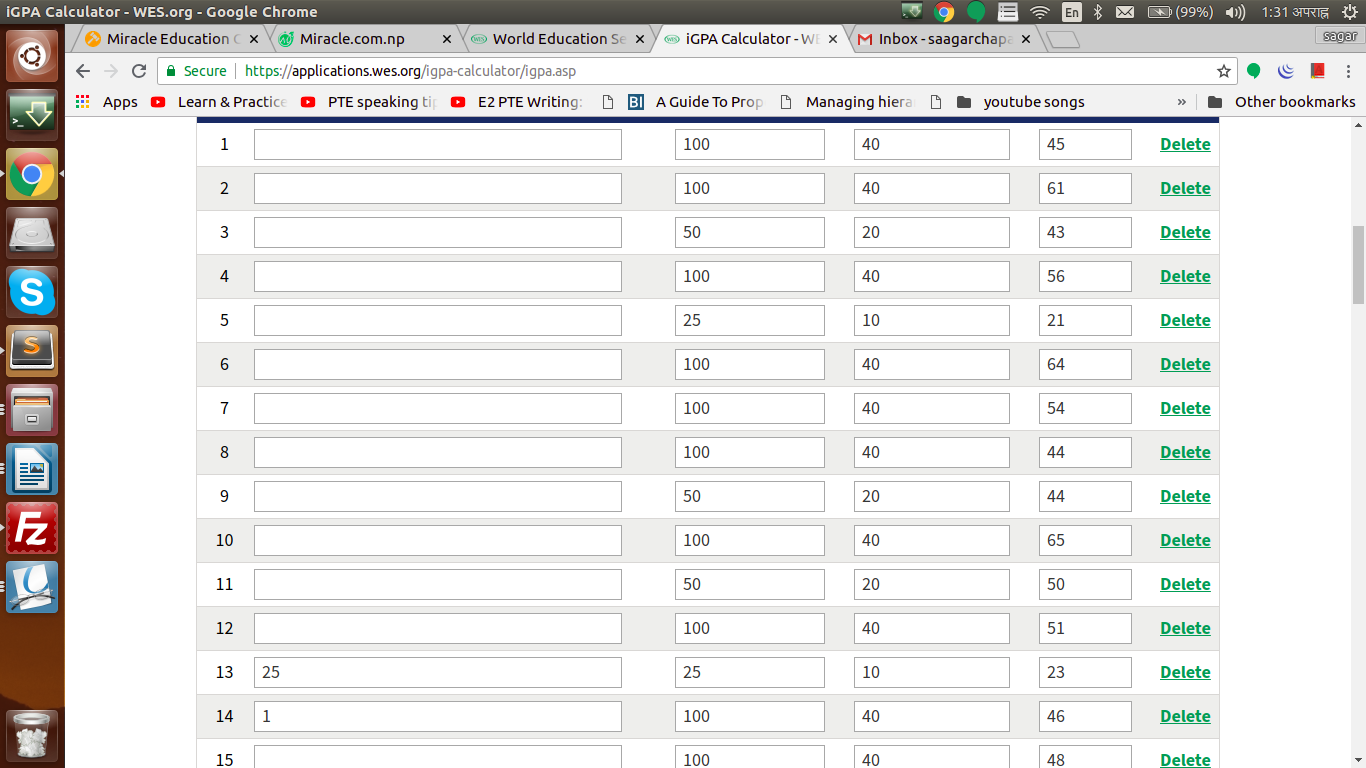 iGPA Calculator - WES.org - Google Chrome
En (99%) 1:31 अपराह्न
Miracle Education Miracle.com.np World Education Se iGPA Calculator - WE Inbox - saagarchapa sagar
Secure https://applications.wes.org/igpa-calculator/igpa.asp
Apps Learn & Practice PTE speaking ti E2 PTE Writing: BI A Guide To Prop Managing hiera youtube songs » Other bookmarks
1 100 40 45 Delete
2 100 40 61 Delete
3 50 20 43 Delete
4 100 40 56 Delete
5 25 10 21 Delete
6 100 40 64 Delete
7 100 40 54 Delete
8 100 40 44 Delete
9 50 20 44 Delete
10 100 40 65 Delete
11 50 20 50 Delete
12 100 40 51 Delete
13 25 25 10 23 Delete
14 1 100 40 46 Delete
15 100 40 48 Delete